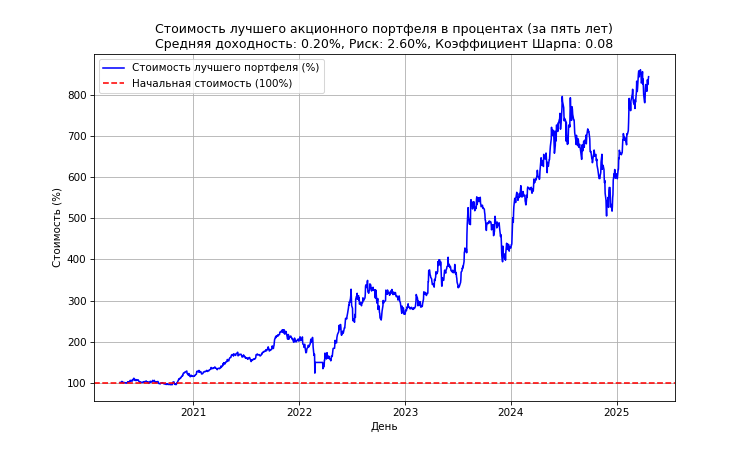 Стоимость лучшего акционного портфеля в процентах (за пять лет)
Средняя доходность: 0.20%, Риск: 2.60%, Коэффициент Шарпа: 0.08
Стоимость лучшего портфеля (%)
Начальная стоимость (100%)
800
700
600
500
400
300
200
100
Стоимость (%)
2021 2022 2023 2024 2025
День